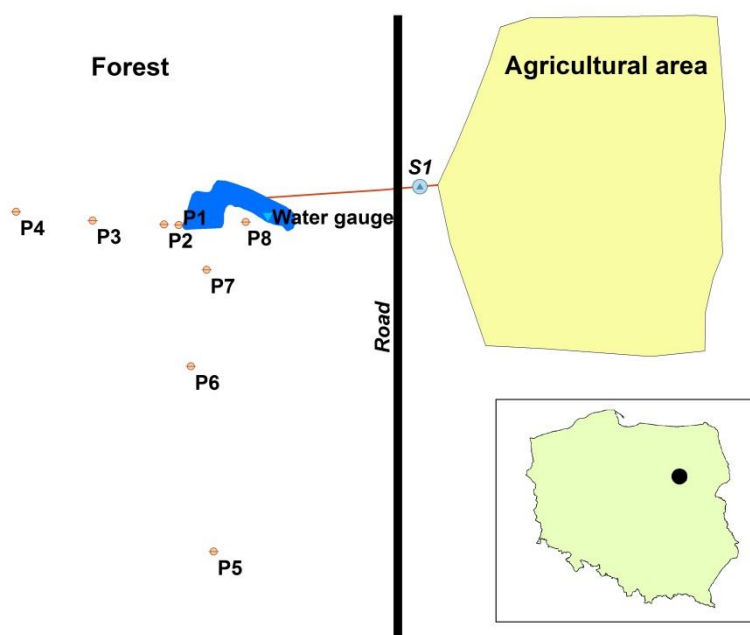 Forest
Agricultural area
S1
P1
Water gauge
P4
P3
P2
P8
P7
Road
P6
P5